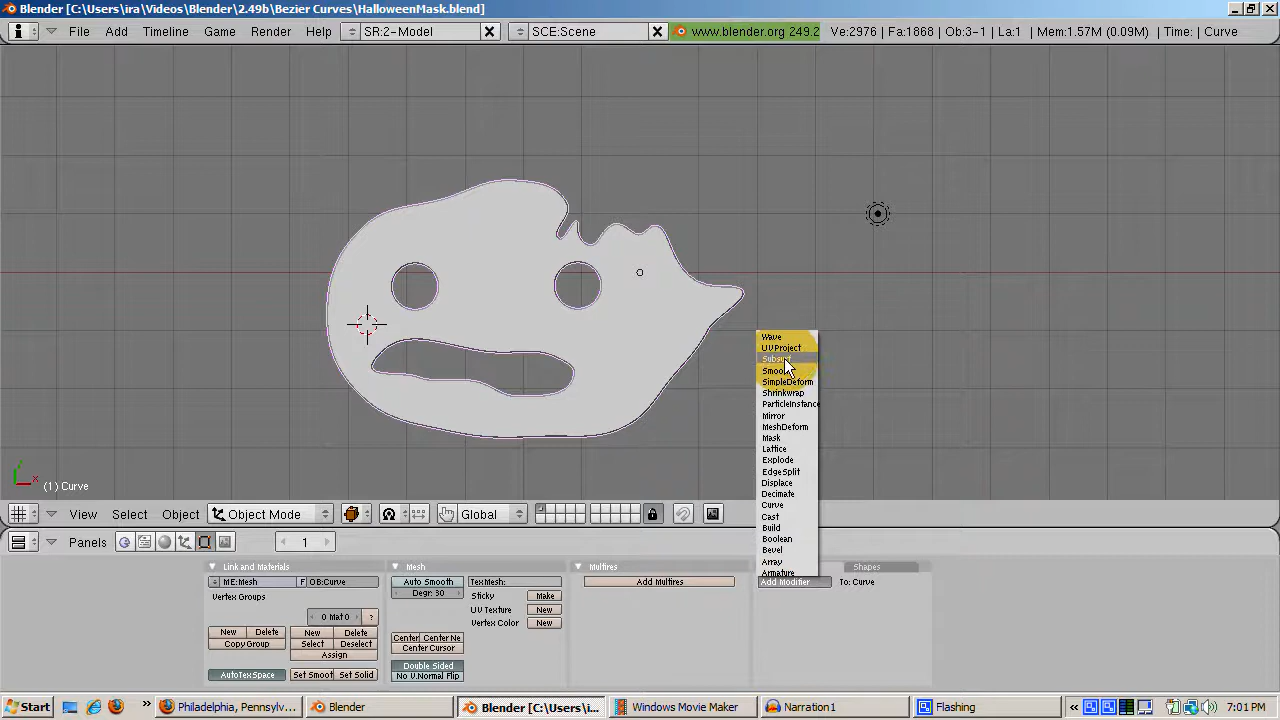 Blender [C:\Users\ira\Videos\Blender\2.49b\Bezier Curves\HalloweenMask.blend]
File Add Timeline Game Render Help SR:2-Model SCE:Scene www.blender.org 249.2 Ve:2976 | Fa:1868 | Ob:3-1 | La:1 | Mem:1.57M (0.09M) | Time: | Curve
Wave
UVProject
Subsurf
Smooth
SimpleDeform
Shrinkwrap
ParticleInstance
Mirror
MeshDeform
Mask
Lattice
Explode
EdgeSplit
Displace
Decimate
Curve
Cast
Build
Boolean
Bevel
Array
Armature
x
(1) Curve
View Select Object Object Mode Global
Panels 1
Link and Materials
ME:Mesh F OB:Curve
Vertex Groups
0 Mat 0 ?
New Delete New Delete
Copy Group Select Deselect
Assign
AutoTexSpace Set Smoot Set Solid
Mesh
Auto Smooth TexMesh:
Degr: 30 Sticky Make
UV Texture New
Vertex Color New
Center Center Ne
Center Cursor
Double Sided
No V.Normal Flip
Multires
Add Multires
Shapes
Add Modifier To: Curve
Start Philadelphia, Pennsylv... Blender Blender [C:\Users\i... Windows Movie Maker Narration1 Flashing 7:01 PM